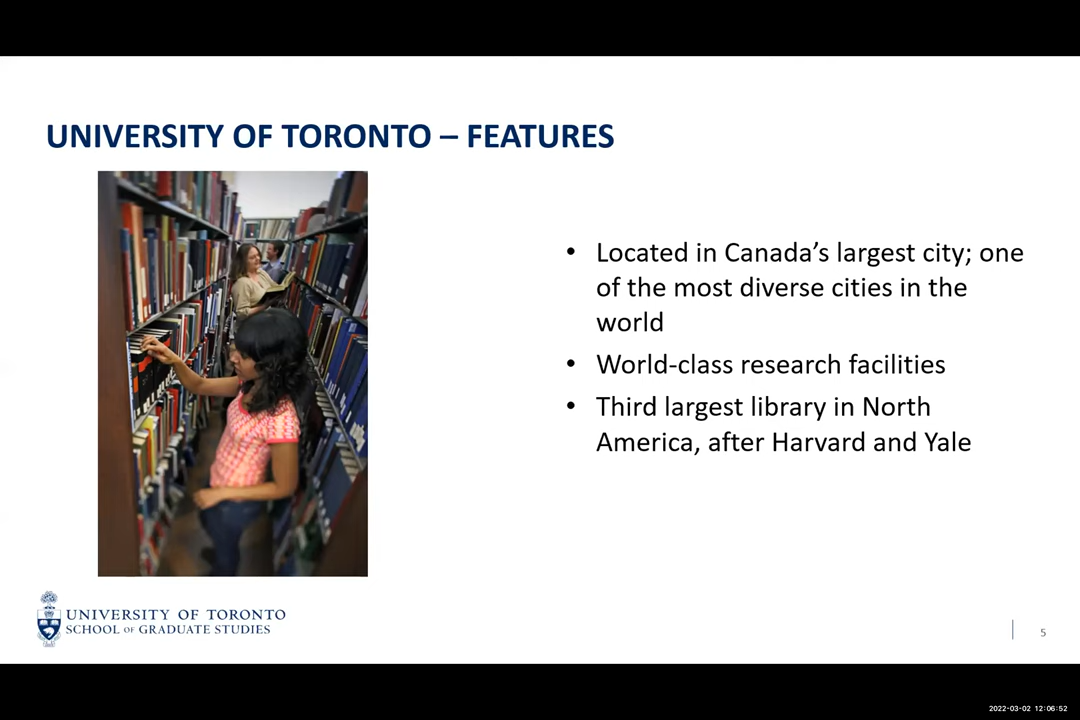 UNIVERSITY OF TORONTO – FEATURES
• Located in Canada’s largest city; one
of the most diverse cities in the
world
• World-class research facilities
• Third largest library in North
America, after Harvard and Yale
UNIVERSITY OF TORONTO
SCHOOL OF GRADUATE STUDIES
5
2022-03-02 12:06:52